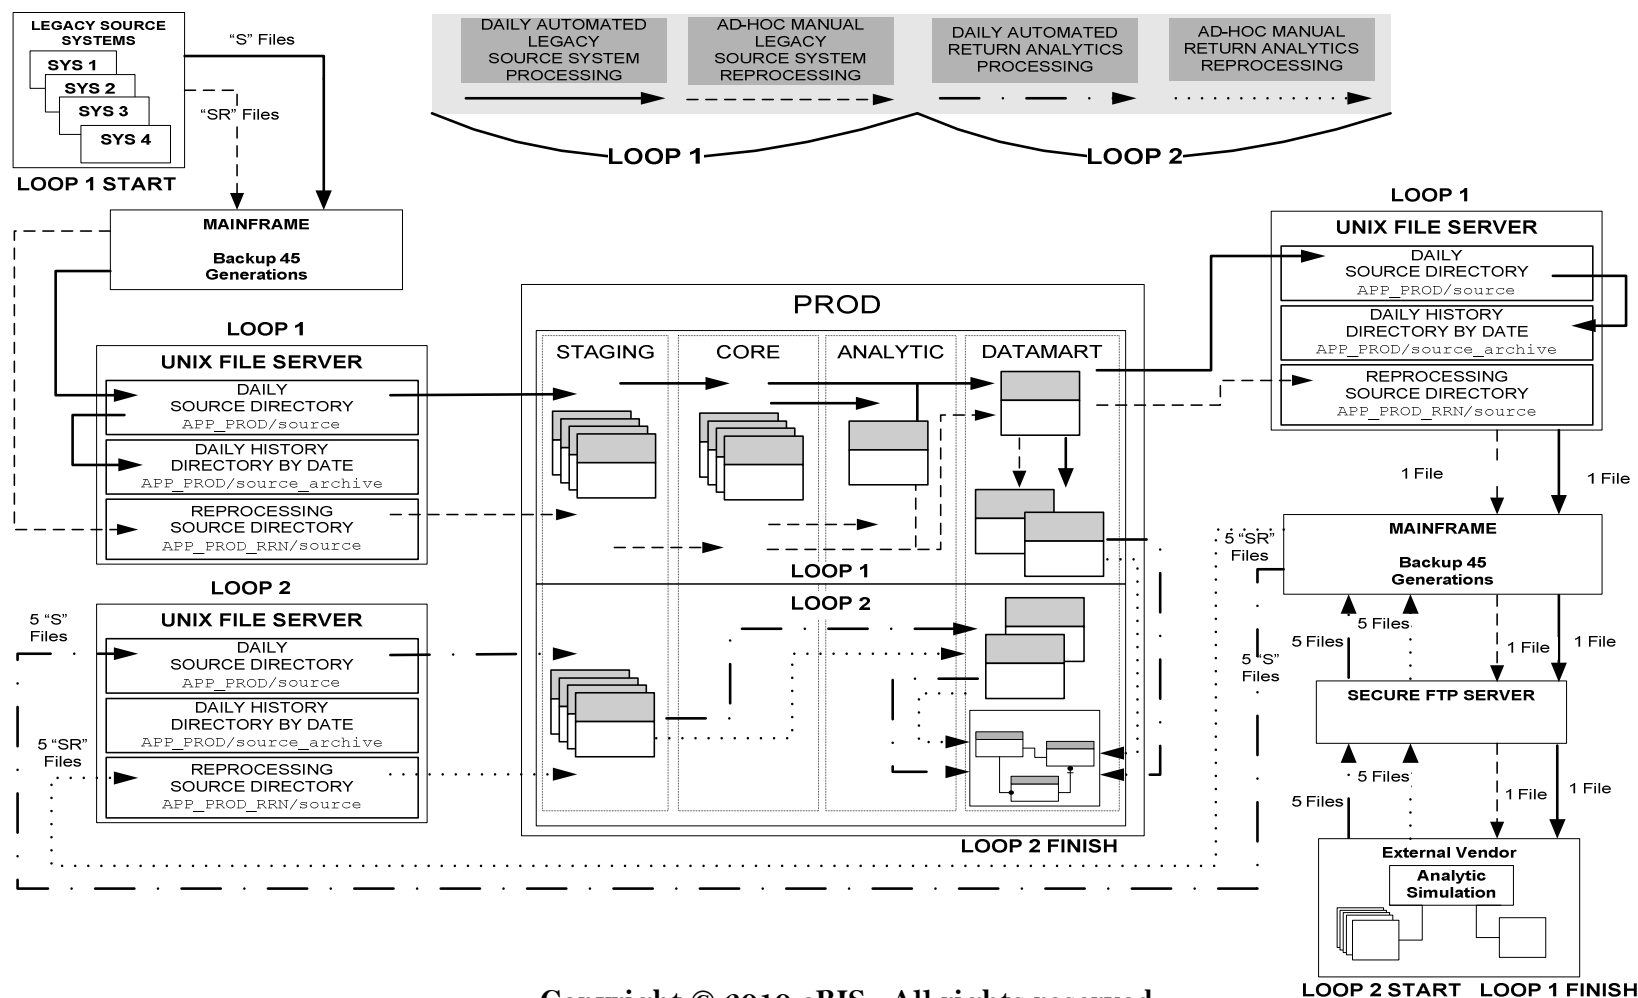 LEGACY SOURCE
SYSTEMS
SYS 1
SYS 2
SYS 3
SYS 4
LOOP 1 START
"S" Files
"SR" Files
DAILY AUTOMATED
LEGACY
SOURCE SYSTEM
PROCESSING
AD-HOC MANUAL
LEGACY
SOURCE SYSTEM
REPROCESSING
DAILY AUTOMATED
RETURN ANALYTICS
PROCESSING
AD-HOC MANUAL
RETURN ANALYTICS
REPROCESSING
LOOP 1
LOOP 2
MAINFRAME
Backup 45
Generations
LOOP 1
UNIX FILE SERVER
DAILY
SOURCE DIRECTORY
APP_PROD/source
DAILY HISTORY
DIRECTORY BY DATE
APP_PROD/source_archive
REPROCESSING
SOURCE DIRECTORY
APP_PROD_RRN/source
LOOP 2
UNIX FILE SERVER
DAILY
SOURCE DIRECTORY
APP_PROD/source
DAILY HISTORY
DIRECTORY BY DATE
APP_PROD/source_archive
REPROCESSING
SOURCE DIRECTORY
APP_PROD_RRN/source
5 "S"
Files
5 "SR"
Files
PROD
STAGING
CORE
ANALYTIC
DATAMART
LOOP 1
LOOP 2
LOOP 2 FINISH
LOOP 1
UNIX FILE SERVER
DAILY
SOURCE DIRECTORY
APP_PROD/source
DAILY HISTORY
DIRECTORY BY DATE
APP_PROD/source_archive
REPROCESSING
SOURCE DIRECTORY
APP_PROD_RRN/source
1 File
1 File
5 "SR"
Files
MAINFRAME
Backup 45
Generations
5 "S"
Files
5 Files
5 Files
1 File
1 File
SECURE FTP SERVER
5 Files
5 Files
1 File
1 File
External Vendor
Analytic
Simulation
LOOP 2 START
LOOP 1 FINISH
Copyright © 2010 eBIS. All rights reserved